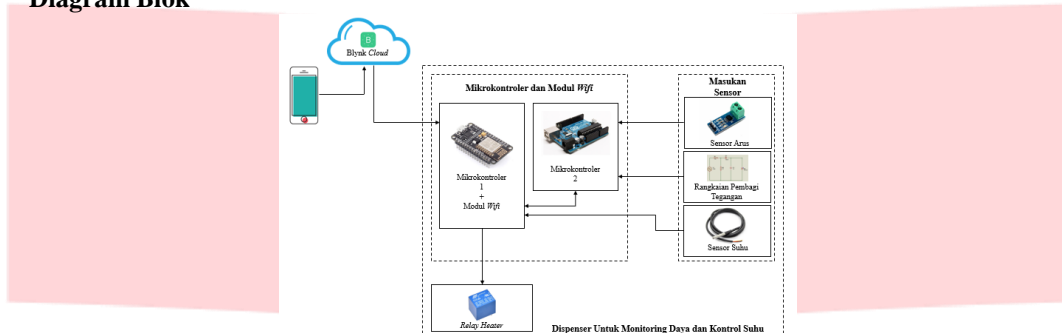 Diagram Blok
B
Blynk Cloud
Mikrokontroler dan Modul Wifi
Mikrokontroler
1
+
Modul Wifi
Mikrokontroler
2
Masukan
Sensor
Sensor Arus
Rangkaian Pembagi
Tegangan
Sensor Suhu
Relay Heater
Dispenser Untuk Monitoring Daya dan Kontrol Suhu